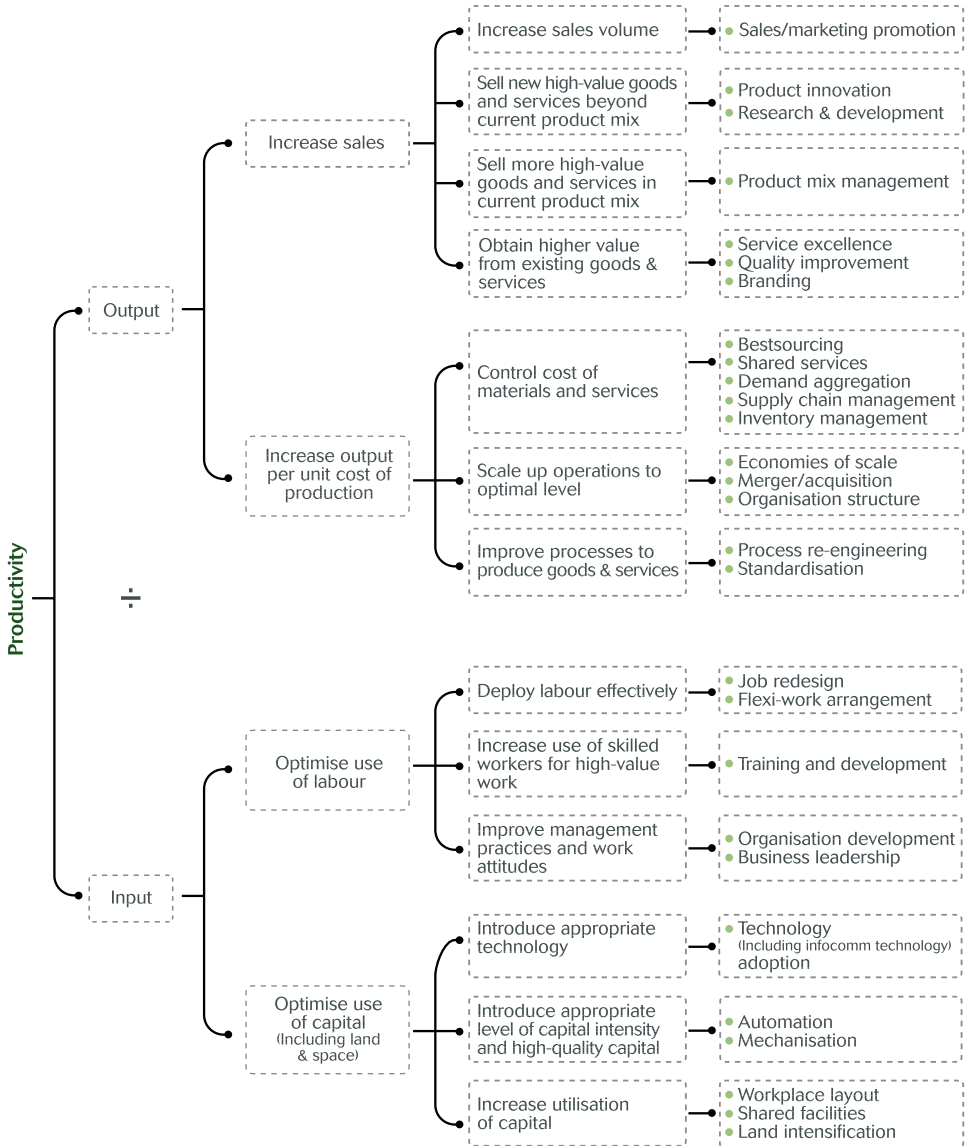 Productivity
Output
÷
Input
Increase sales
Increase sales volume
• Sales/marketing promotion
Sell new high-value goods
and services beyond
current product mix
• Product innovation
• Research & development
Sell more high-value
goods and services in
current product mix
• Product mix management
Obtain higher value
from existing goods &
services
• Service excellence
• Quality improvement
• Branding
Increase output
per unit cost of
production
Control cost of
materials and services
• Bestsourcing
• Shared services
• Demand aggregation
• Supply chain management
• Inventory management
Scale up operations to
optimal level
• Economies of scale
• Merger/acquisition
• Organisation structure
Improve processes to
produce goods & services
• Process re-engineering
• Standardisation
Optimise use
of labour
Deploy labour effectively
• Job redesign
• Flexi-work arrangement
Increase use of skilled
workers for high-value
work
• Training and development
Improve management
practices and work
attitudes
• Organisation development
• Business leadership
Optimise use
of capital
(Including land
& space)
Introduce appropriate
technology
• Technology
(Including infocomm technology)
adoption
Introduce appropriate
level of capital intensity
and high-quality capital
• Automation
• Mechanisation
Increase utilisation
of capital
• Workplace layout
• Shared facilities
• Land intensification